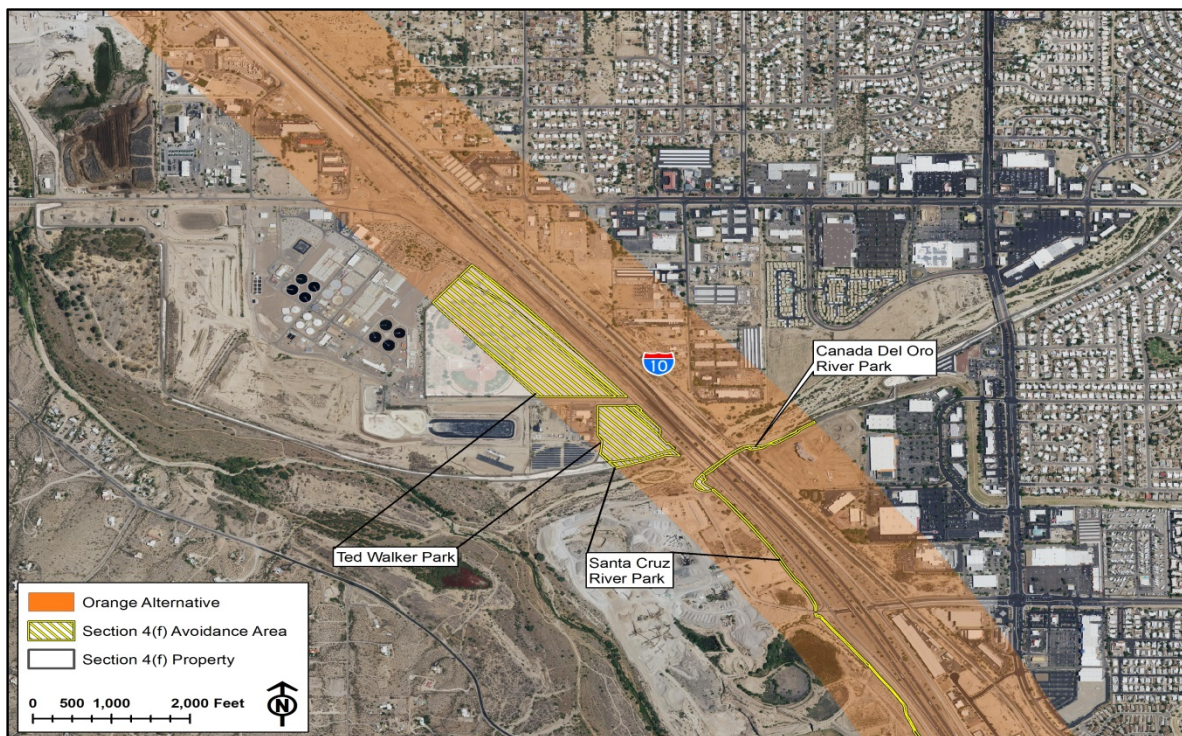 10
Canada Del Oro
River Park
Ted Walker Park
Santa Cruz
River Park
Orange Alternative
Section 4(f) Avoidance Area
Section 4(f) Property
0 500 1,000 2,000 Feet
N